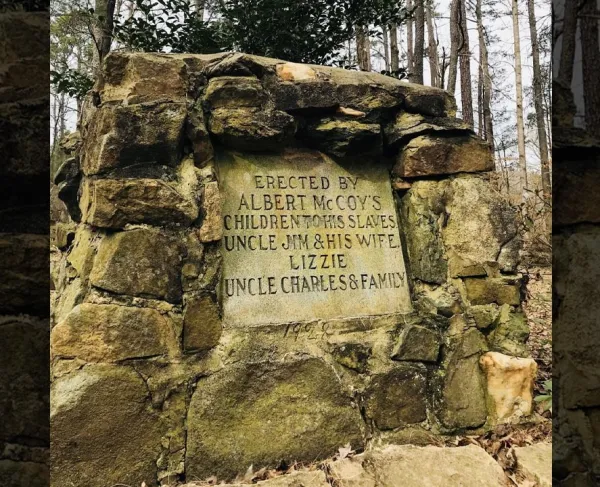 ERECTED BY
ALBERT McCOY'S
CHILDREN TO HIS SLAVES
UNCLE JIM & HIS WIFE,
LIZZIE
UNCLE CHARLES & FAMILY